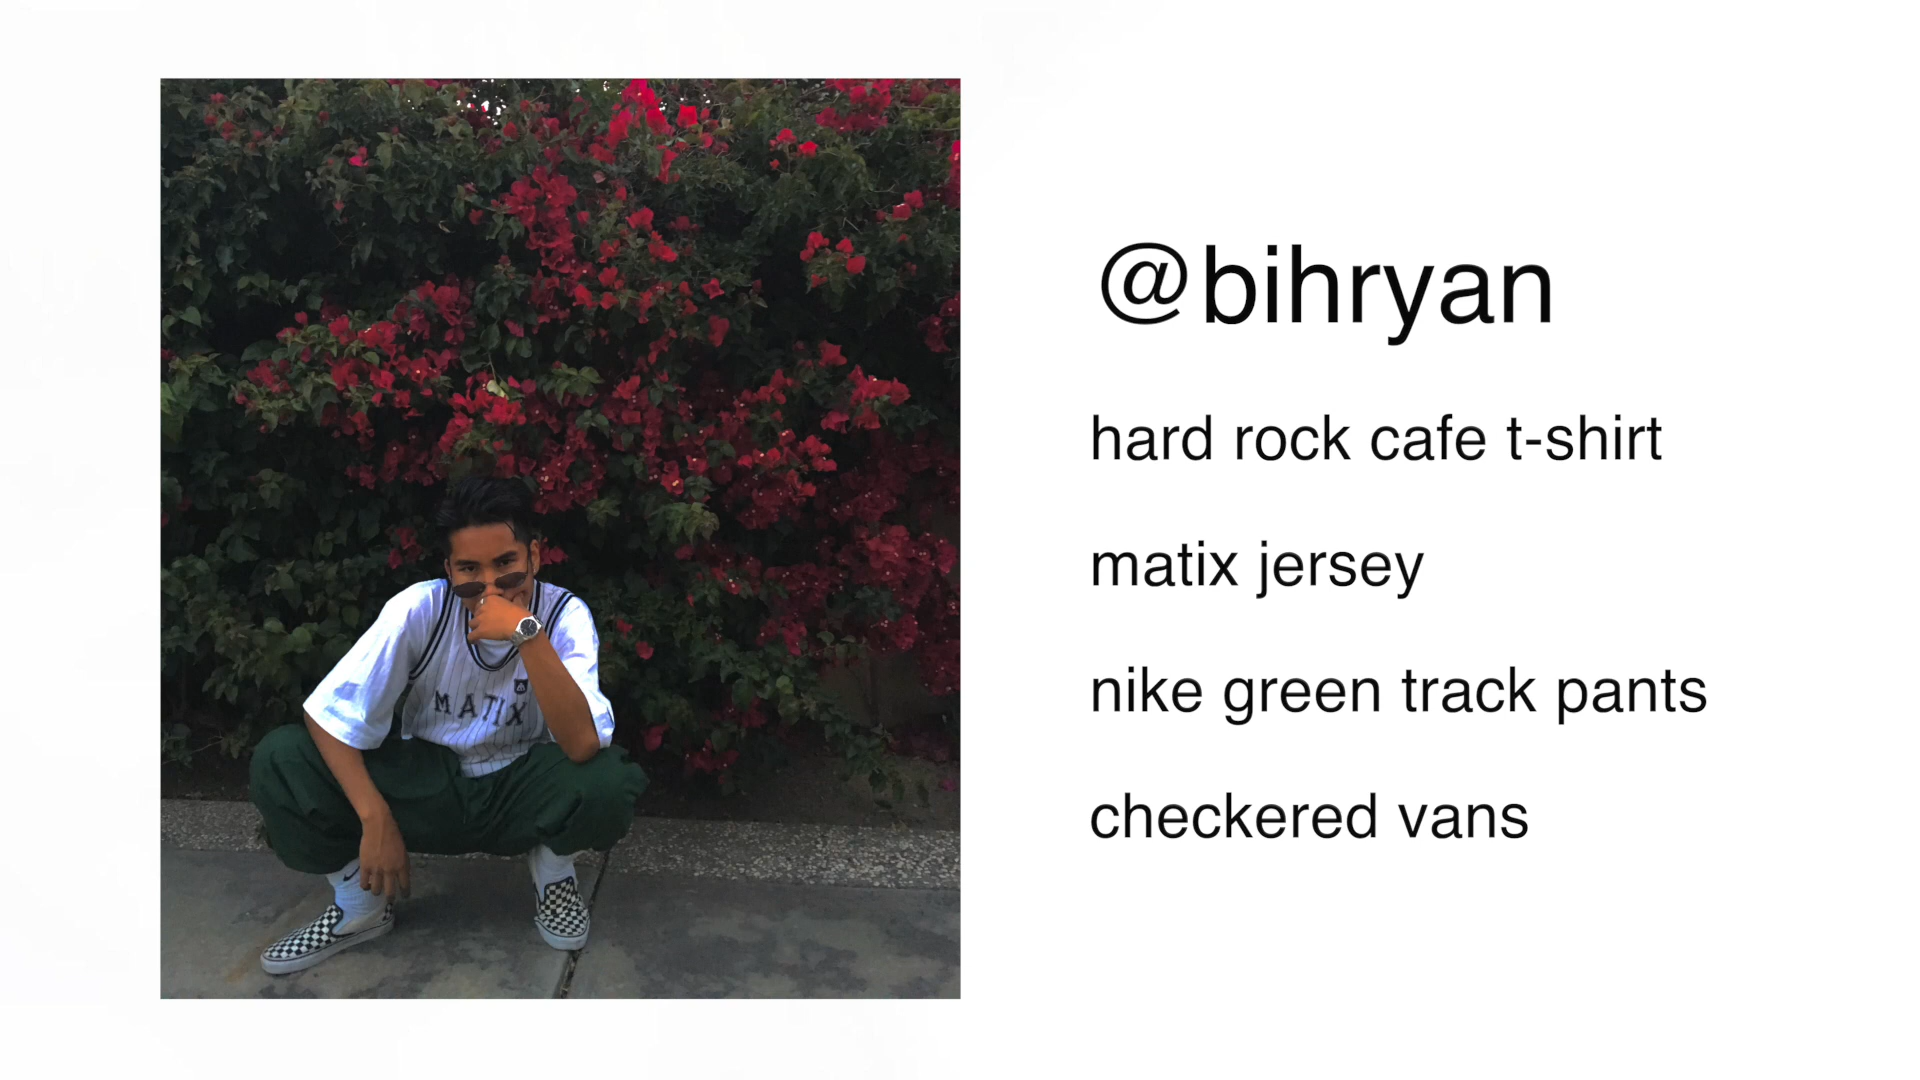 @bihryan
hard rock cafe t-shirt
matix jersey
nike green track pants
checkered vans
MATIX